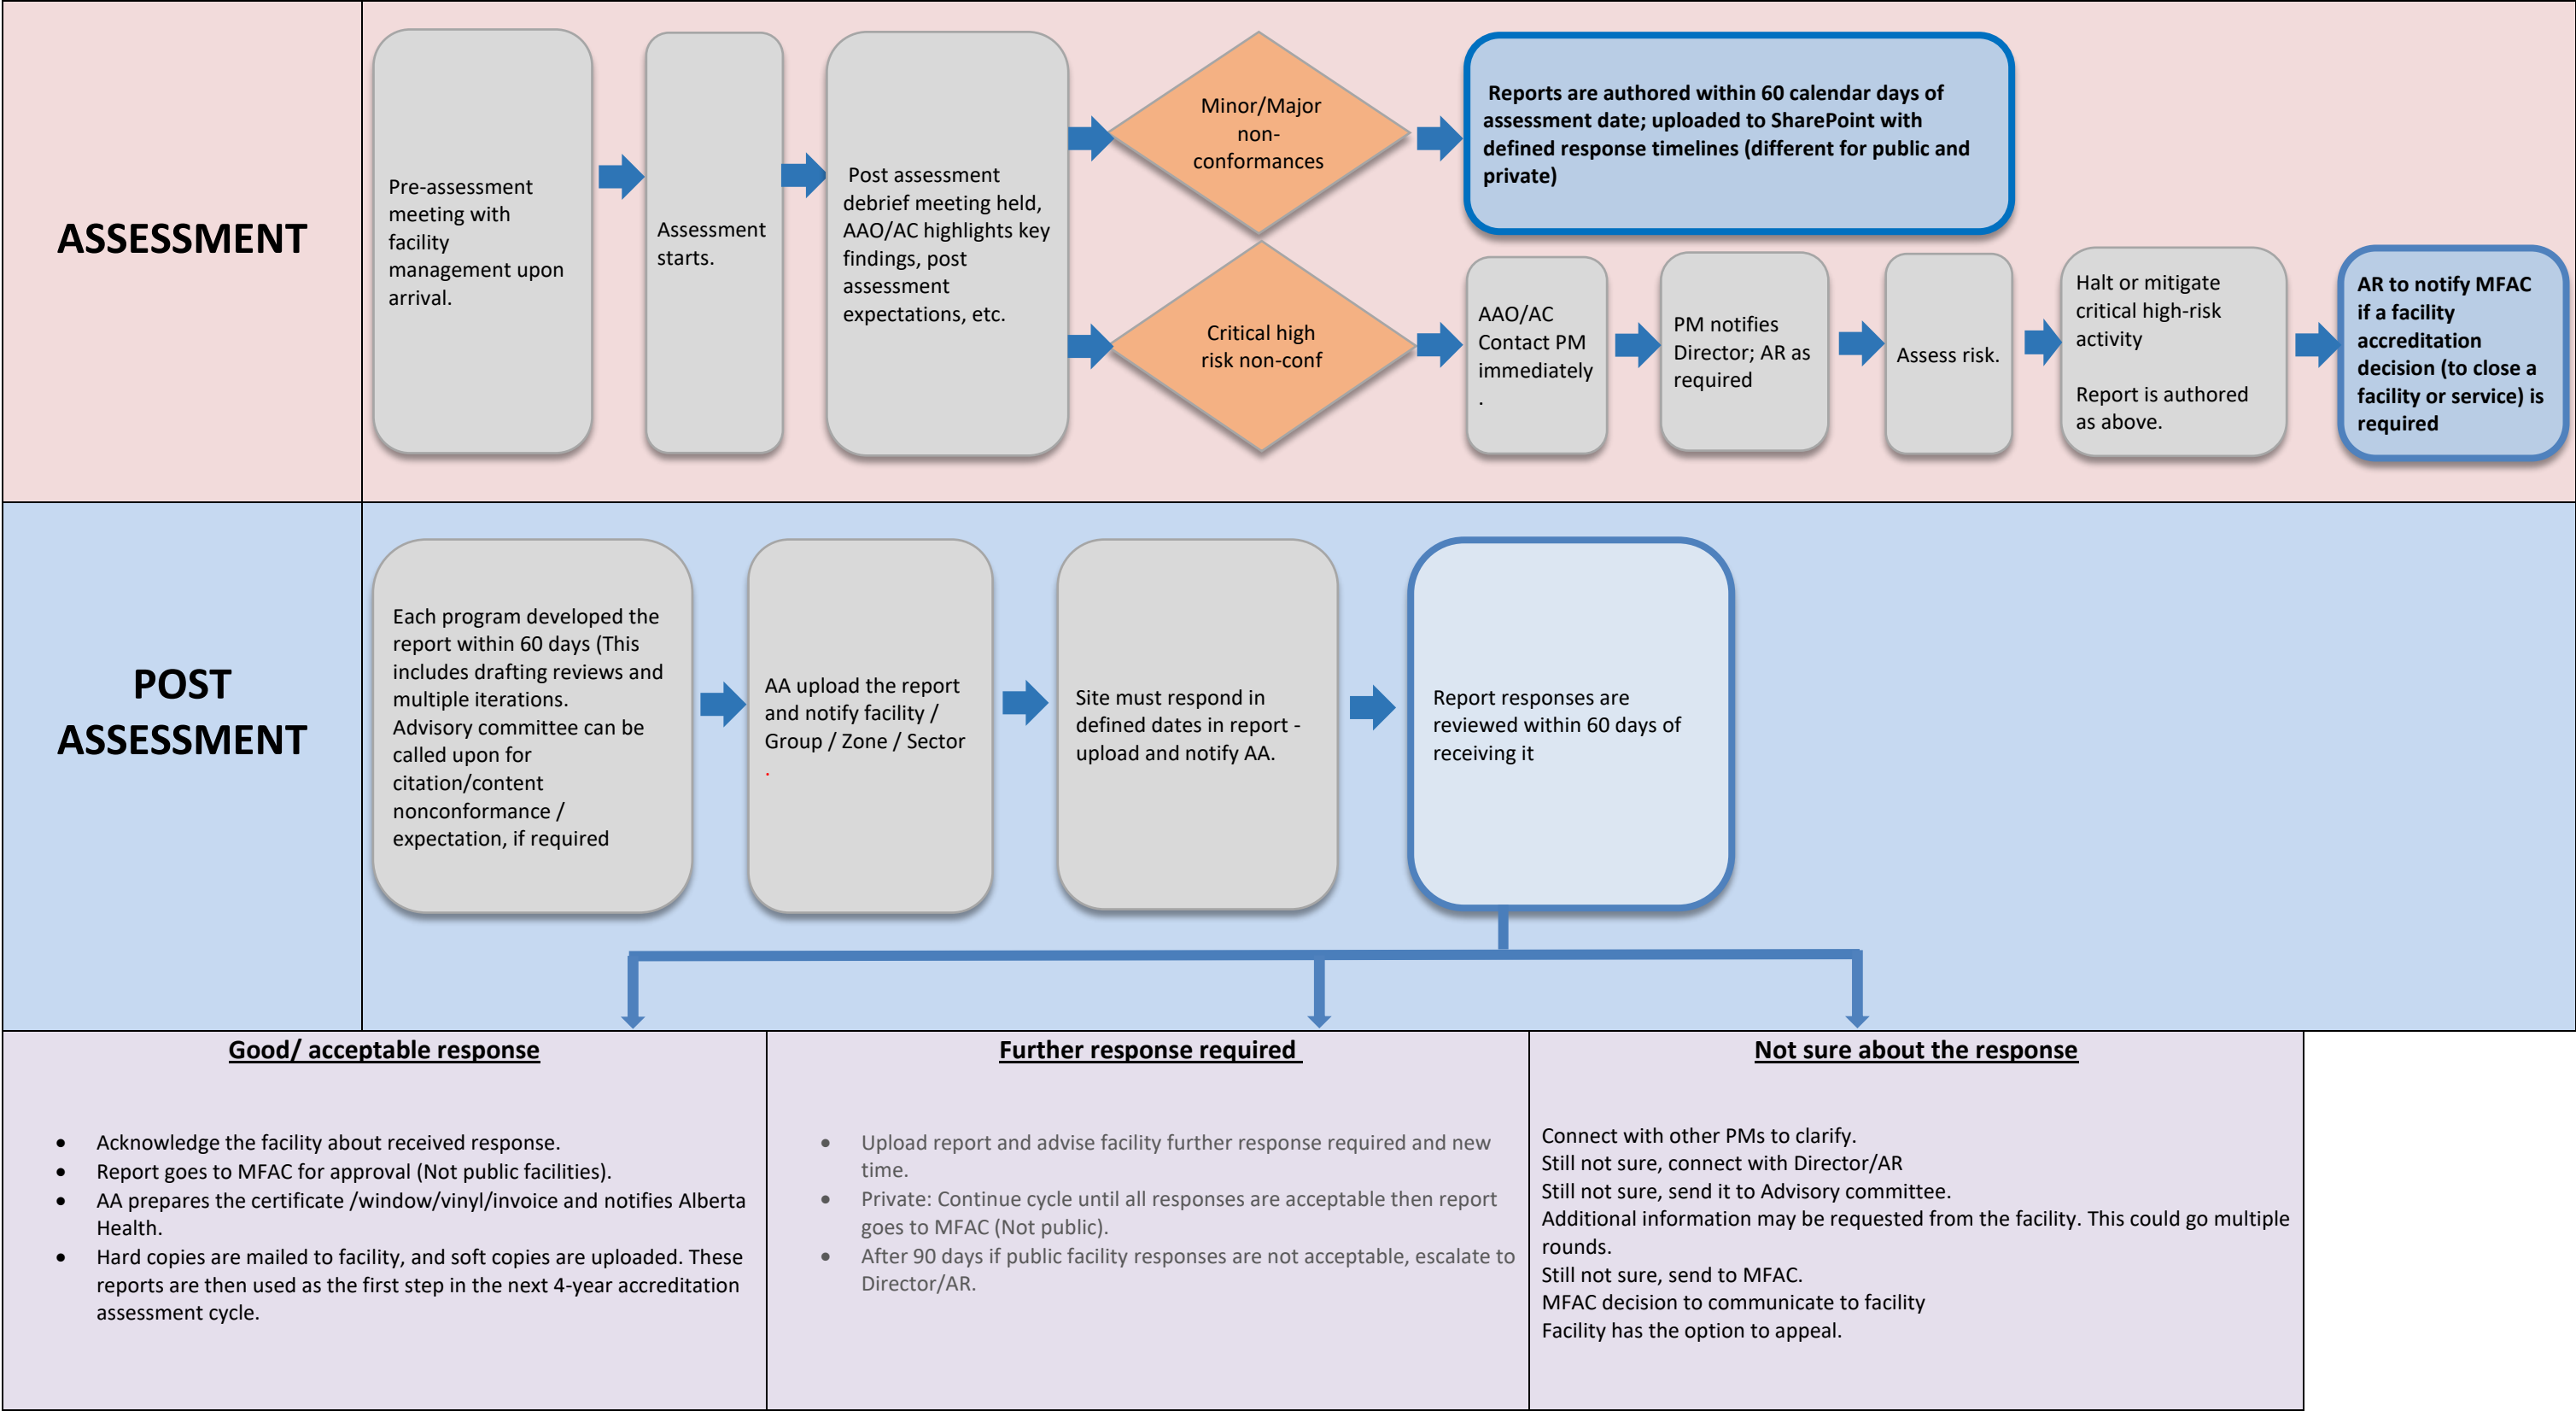 ASSESSMENT
Pre-assessment
meeting with
facility
management upon
arrival.
Assessment
starts.
Post assessment
debrief meeting held,
AAO/AC highlights key
findings, post
assessment
expectations, etc.
Minor/Major
non-
conformances
Reports are authored within 60 calendar days of
assessment date; uploaded to SharePoint with
defined response timelines (different for public and
private)
Critical high
risk non-conf
AAO/AC
Contact PM
immediately
.
PM notifies
Director; AR as
required
Assess risk.
Halt or mitigate
critical high-risk
activity
Report is authored
as above.
AR to notify MFAC
if a facility
accreditation
decision (to close a
facility or service) is
required
POST
ASSESSMENT
Each program developed the
report within 60 days (This
includes drafting reviews and
multiple iterations.
Advisory committee can be
called upon for
citation/content
nonconformance /
expectation, if required
AA upload the report
and notify facility /
Group / Zone / Sector
.
Site must respond in
defined dates in report -
upload and notify AA.
Report responses are
reviewed within 60 days of
receiving it
Good/ acceptable response
• Acknowledge the facility about received response.
• Report goes to MFAC for approval (Not public facilities).
• AA prepares the certificate /window/vinyl/invoice and notifies Alberta
Health.
• Hard copies are mailed to facility, and soft copies are uploaded. These
reports are then used as the first step in the next 4-year accreditation
assessment cycle.
Further response required
• Upload report and advise facility further response required and new
time.
• Private: Continue cycle until all responses are acceptable then report
goes to MFAC (Not public).
• After 90 days if public facility responses are not acceptable, escalate to
Director/AR.
Not sure about the response
Connect with other PMs to clarify.
Still not sure, connect with Director/AR
Still not sure, send it to Advisory committee.
Additional information may be requested from the facility. This could go multiple
rounds.
Still not sure, send to MFAC.
MFAC decision to communicate to facility
Facility has the option to appeal.